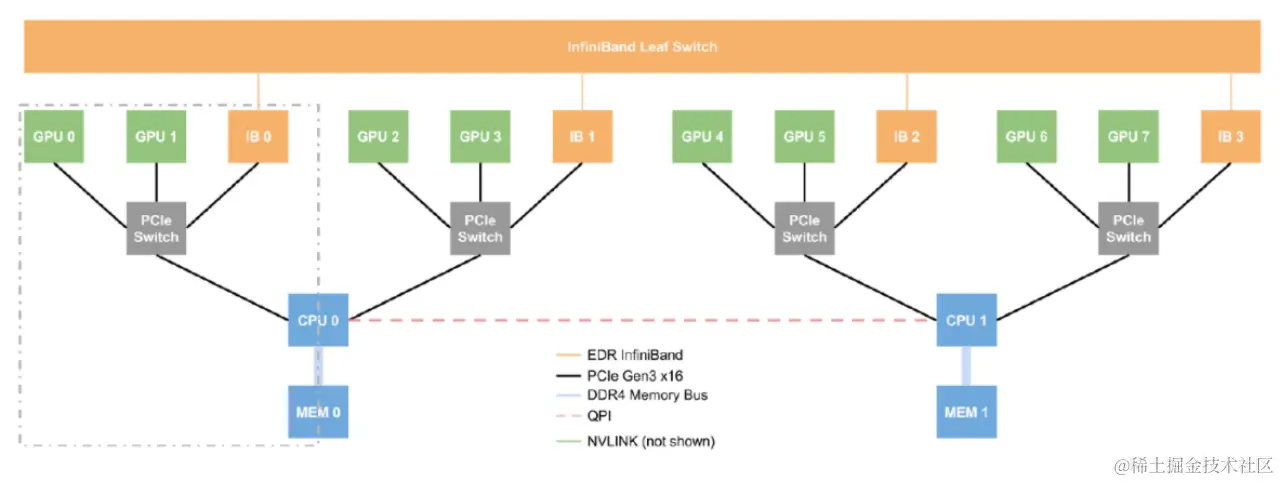 InfiniBand Leaf Switch
GPU 0
GPU 1
IB 0
GPU 2
GPU 3
IB 1
GPU 4
GPU 5
IB 2
GPU 6
GPU 7
IB 3
PCIe
Switch
PCIe
Switch
PCIe
Switch
PCIe
Switch
CPU 0
CPU 1
MEM 0
MEM 1
EDR InfiniBand
PCIe Gen3 x16
DDR4 Memory Bus
QPI
NVLINK (not shown)
@稀土掘金技术社区